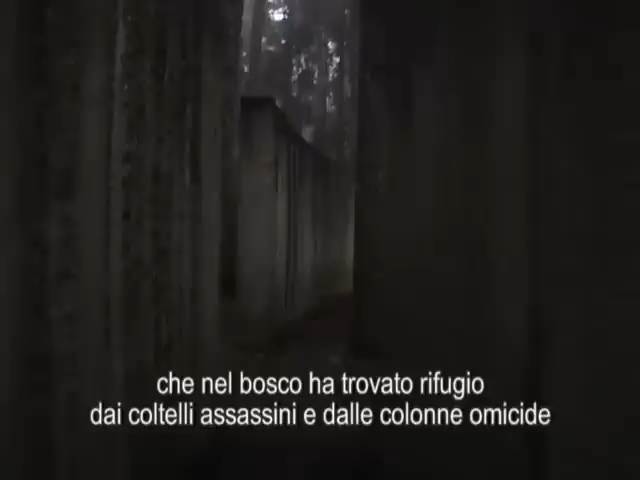 che nel bosco ha trovato rifugio
dai coltelli assassini e dalle colonne omicide